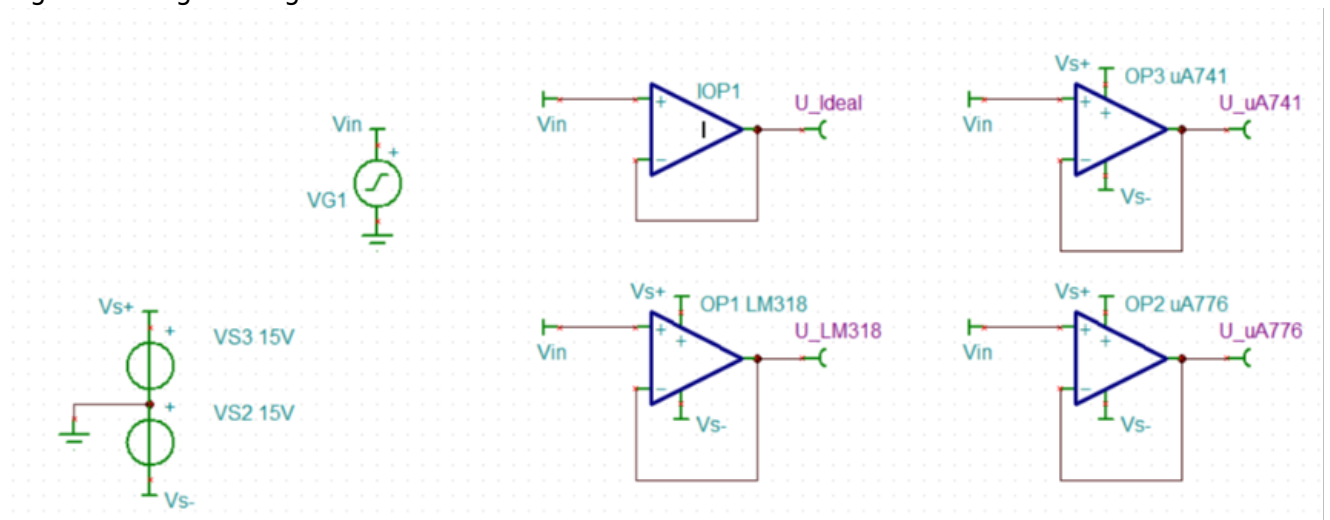 Vin
+
VG1
Vs+
+
VS3 15V
+
VS2 15V
Vs-
IOP1
+
I
-
Vin
U_Ideal
Vs+
OP3 uA741
+
+
-
Vin
U_uA741
Vs-
Vs+
OP1 LM318
+
+
-
Vin
U_LM318
Vs-
Vs+
OP2 uA776
+
+
-
Vin
U_uA776
Vs-